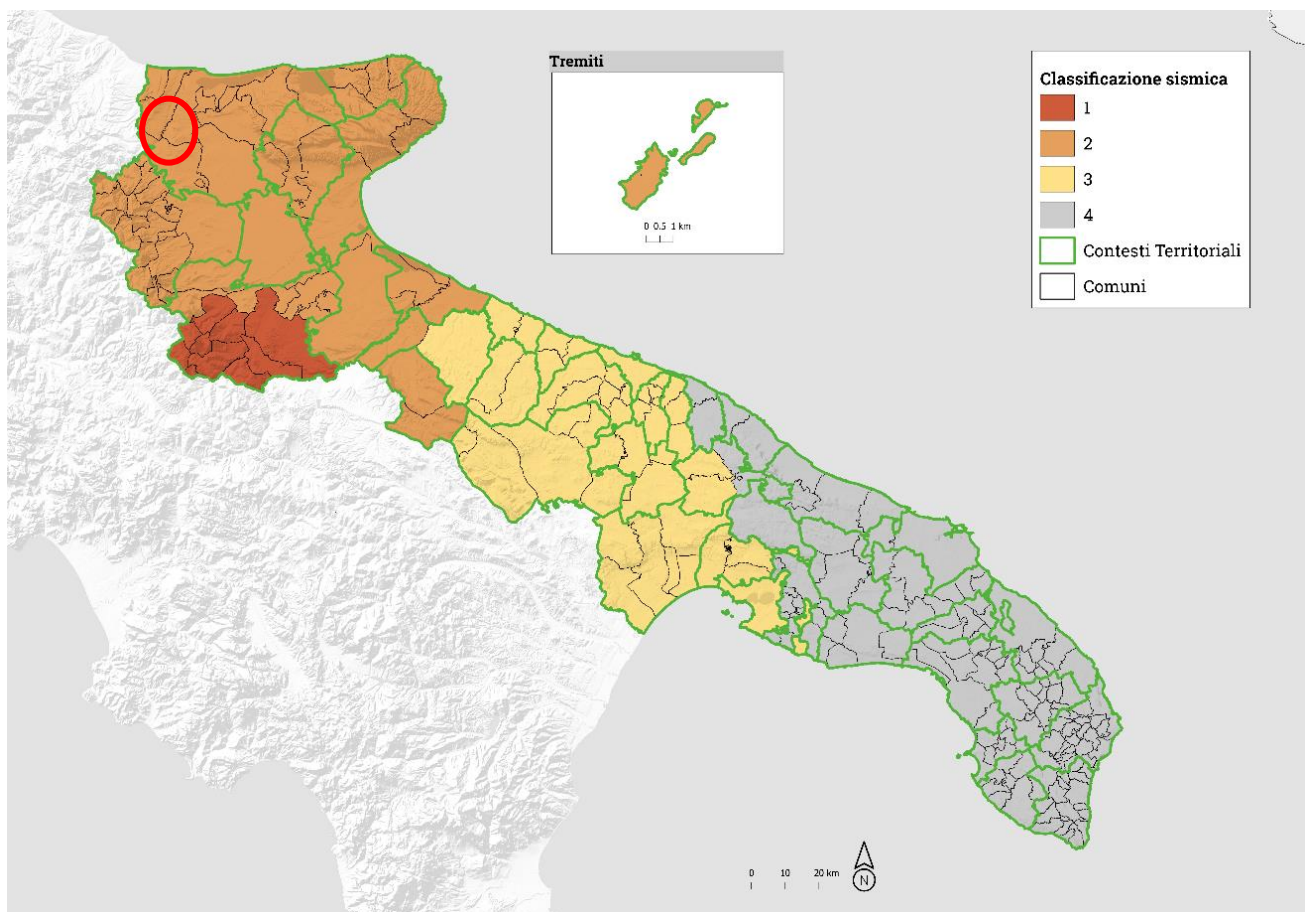 Tremiti
0 0.5 1 km
Classificazione sismica
1
2
3
4
Contesti Territoriali
Comuni
0 10 20 km
N